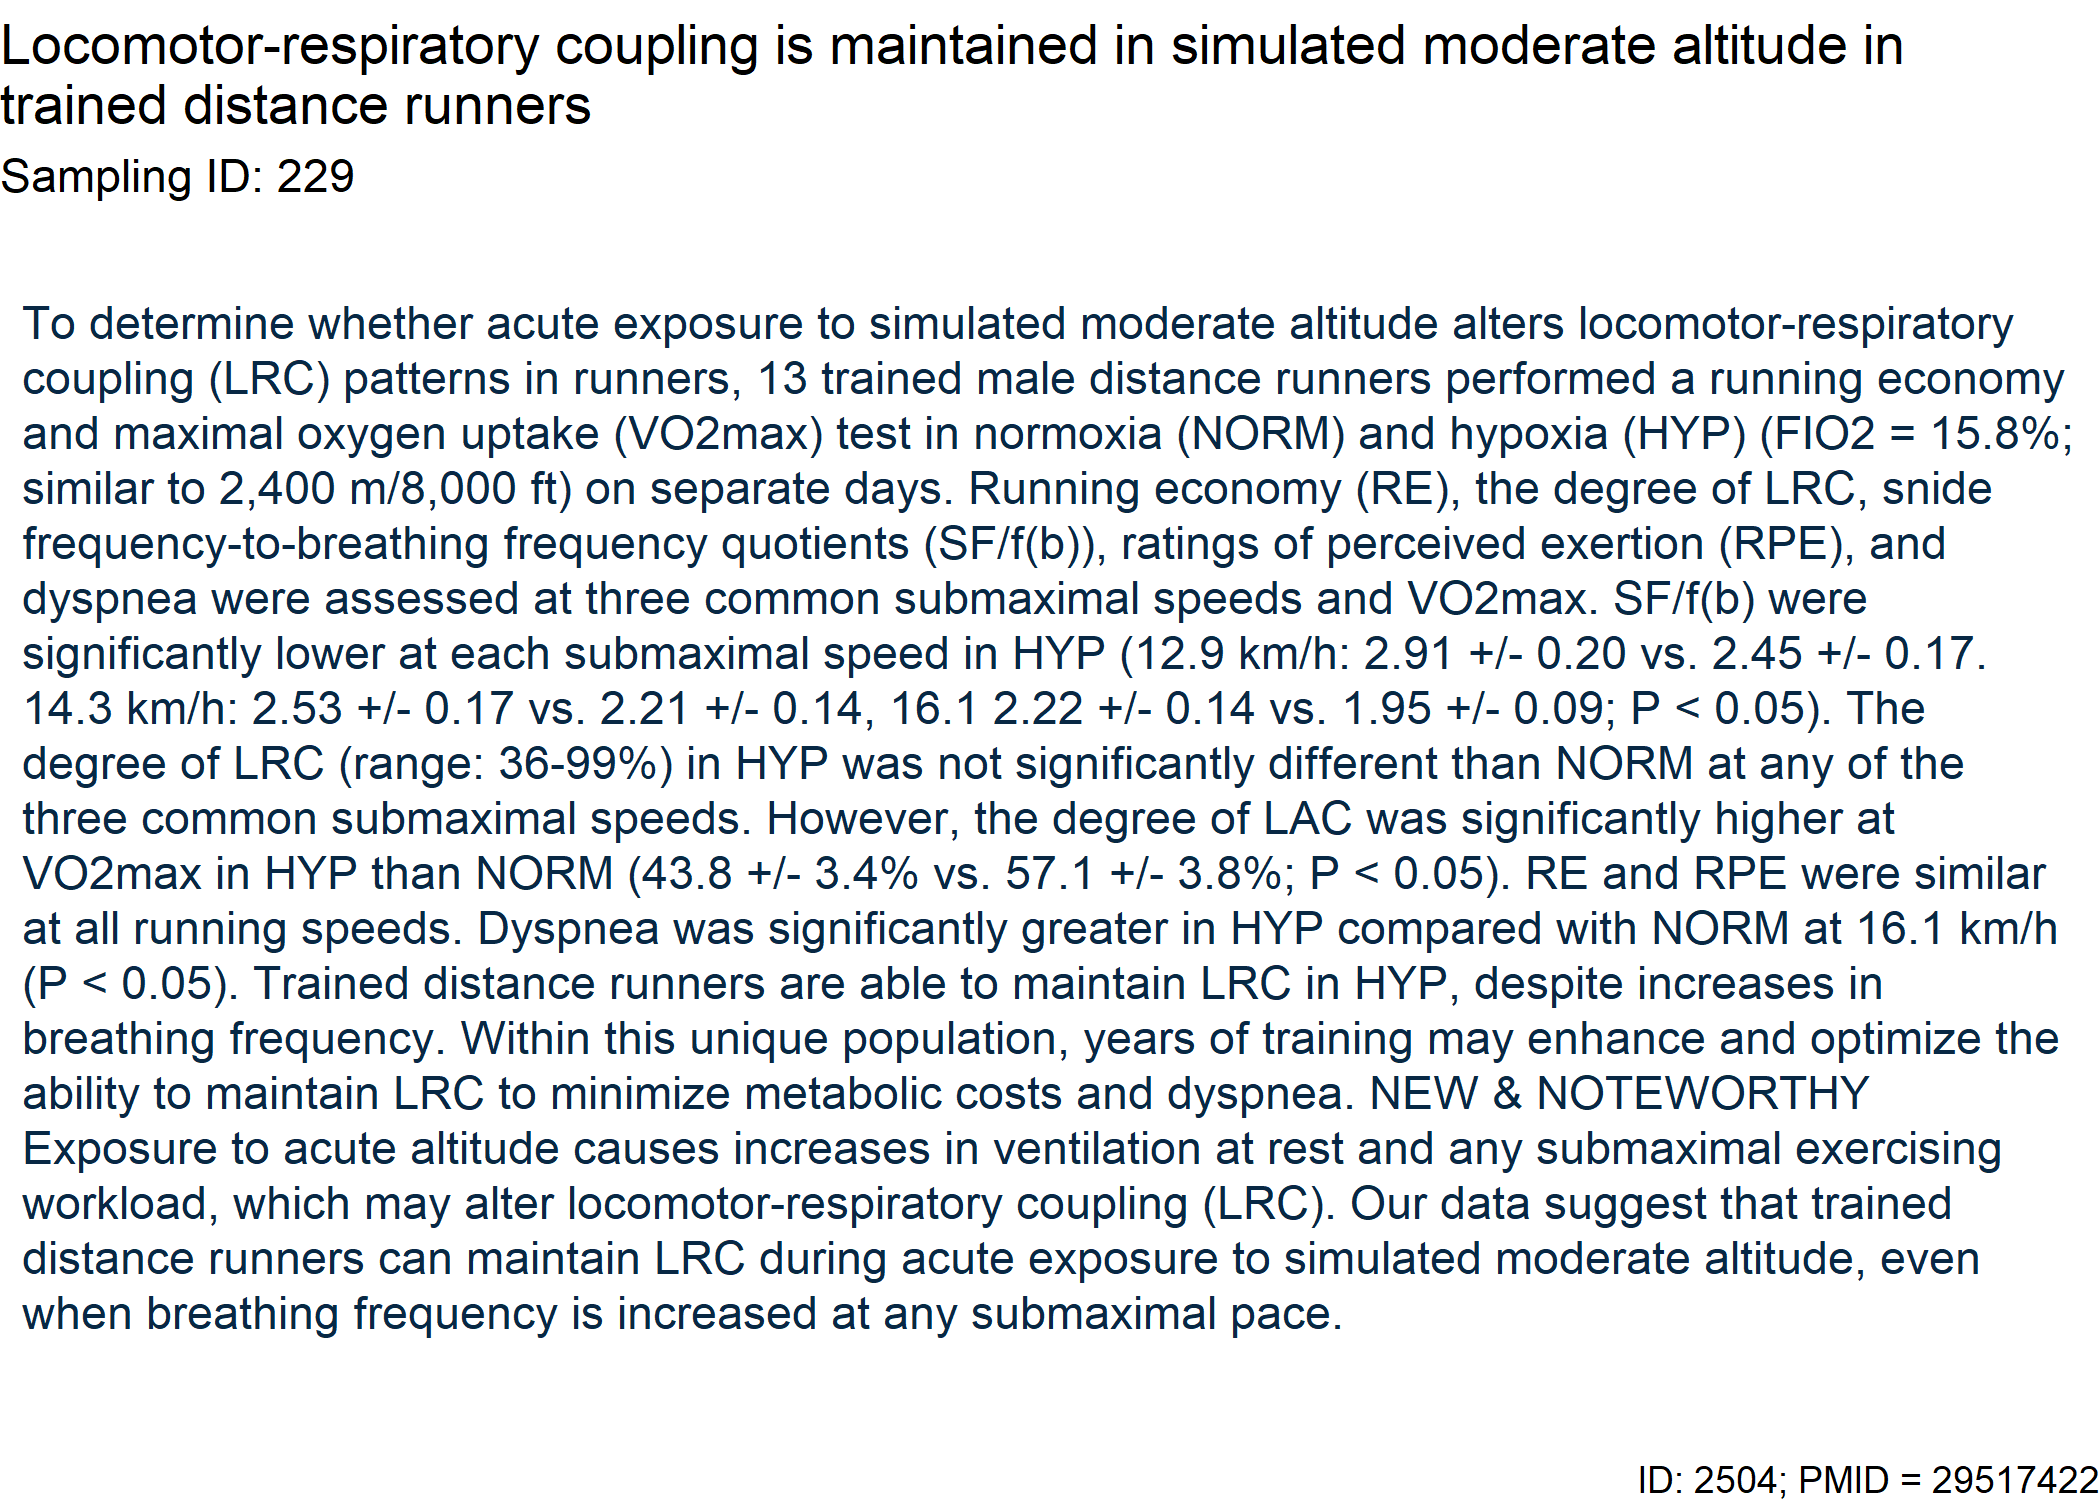 Locomotor-respiratory coupling is maintained in simulated moderate altitude in
trained distance runners
Sampling ID: 229
To determine whether acute exposure to simulated moderate altitude alters locomotor-respiratory
coupling (LRC) patterns in runners, 13 trained male distance runners performed a running economy
and maximal oxygen uptake (VO2max) test in normoxia (NORM) and hypoxia (HYP) (FIO2 = 15.8%;
similar to 2,400 m/8,000 ft) on separate days. Running economy (RE), the degree of LRC, snide
frequency-to-breathing frequency quotients (SF/f(b)), ratings of perceived exertion (RPE), and
dyspnea were assessed at three common submaximal speeds and VO2max. SF/f(b) were
significantly lower at each submaximal speed in HYP (12.9 km/h: 2.91 +/- 0.20 vs. 2.45 +/- 0.17.
14.3 km/h: 2.53 +/- 0.17 vs. 2.21 +/- 0.14, 16.1 2.22 +/- 0.14 vs. 1.95 +/- 0.09; P < 0.05). The
degree of LRC (range: 36-99%) in HYP was not significantly different than NORM at any of the
three common submaximal speeds. However, the degree of LAC was significantly higher at
VO2max in HYP than NORM (43.8 +/- 3.4% vs. 57.1 +/- 3.8%; P < 0.05). RE and RPE were similar
at all running speeds. Dyspnea was significantly greater in HYP compared with NORM at 16.1 km/h
(P < 0.05). Trained distance runners are able to maintain LRC in HYP, despite increases in
breathing frequency. Within this unique population, years of training may enhance and optimize the
ability to maintain LRC to minimize metabolic costs and dyspnea. NEW & NOTEWORTHY
Exposure to acute altitude causes increases in ventilation at rest and any submaximal exercising
workload, which may alter locomotor-respiratory coupling (LRC). Our data suggest that trained
distance runners can maintain LRC during acute exposure to simulated moderate altitude, even
when breathing frequency is increased at any submaximal pace.
ID: 2504; PMID = 29517422